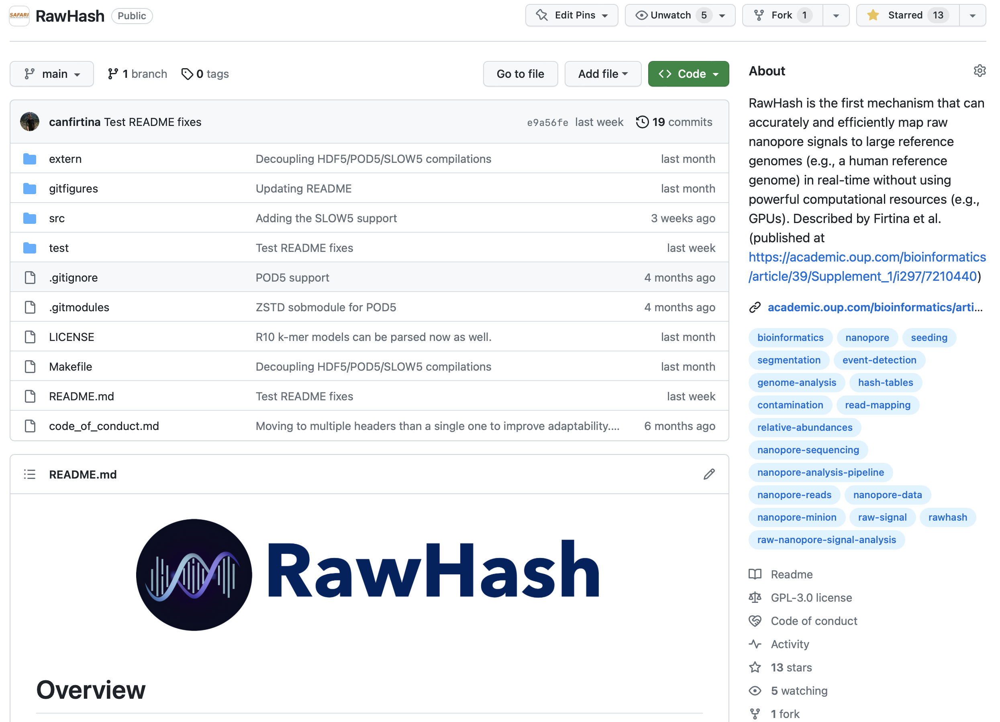 SAFARI RawHash Public Edit Pins Unwatch 5 Fork 1 Starred 13
main 1 branch 0 tags Go to file Add file Code
canfirtina Test README fixes e9a56fe last week 19 commits
extern Decoupling HDF5/POD5/SLOW5 compilations last month
gitfigures Updating README last month
src Adding the SLOW5 support 3 weeks ago
test Test README fixes last week
.gitignore POD5 support 4 months ago
.gitmodules ZSTD sobmodule for POD5 4 months ago
LICENSE R10 k-mer models can be parsed now as well. last month
Makefile Decoupling HDF5/POD5/SLOW5 compilations last month
README.md Test README fixes last week
code_of_conduct.md Moving to multiple headers than a single one to improve adaptability.... 6 months ago
README.md
RawHash
Overview
About
RawHash is the first mechanism that can
accurately and efficiently map raw
nanopore signals to large reference
genomes (e.g., a human reference
genome) in real-time without using
powerful computational resources (e.g.,
GPUs). Described by Firtina et al.
(published at
https://academic.oup.com/bioinformatics
/article/39/Supplement_1/i297/7210440)
academic.oup.com/bioinformatics/arti...
bioinformatics nanopore seeding
segmentation event-detection
genome-analysis hash-tables
contamination read-mapping
relative-abundances
nanopore-sequencing
nanopore-analysis-pipeline
nanopore-reads nanopore-data
nanopore-minion raw-signal rawhash
raw-nanopore-signal-analysis
Readme
GPL-3.0 license
Code of conduct
Activity
13 stars
5 watching
1 fork